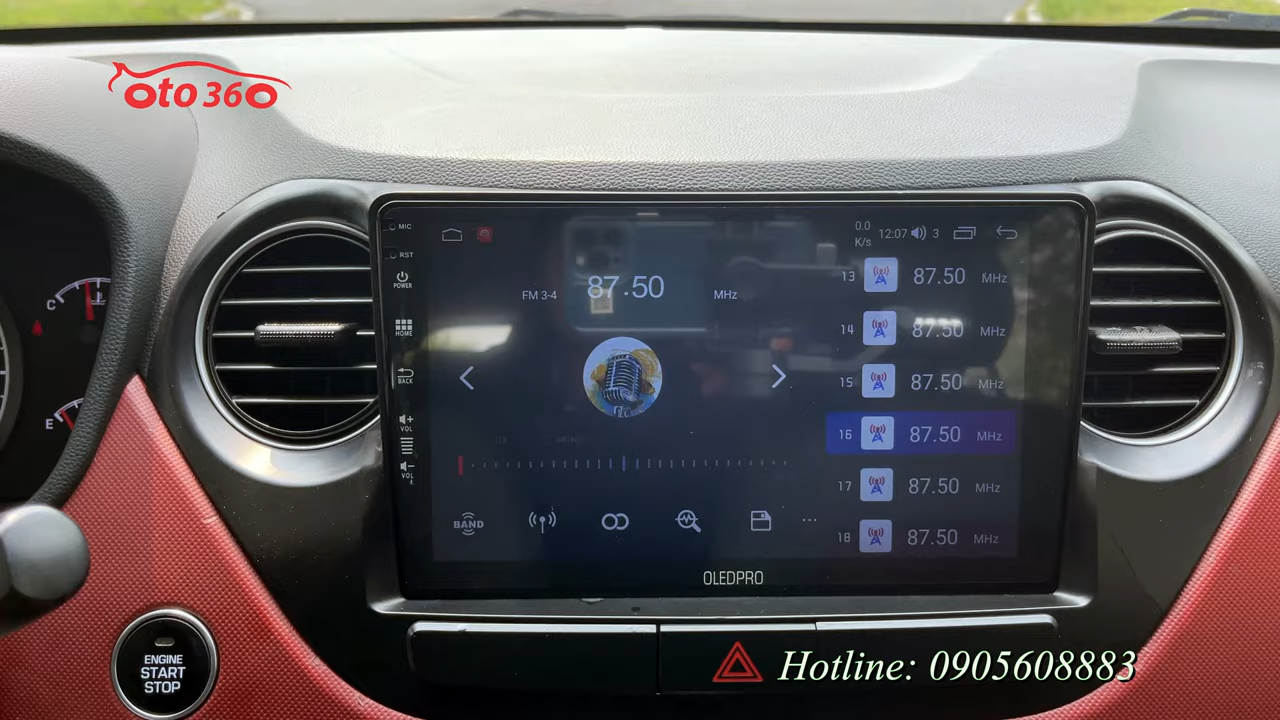 oto 360
MIC
RST
POWER
HOME
BACK
VOL
VOL
0.0
K/s
12:07
3
FM 3-4
87.50
MHz
13 87.50 MHz
14 87.50 MHz
15 87.50 MHz
16 87.50 MHz
17 87.50 MHz
18 87.50 MHz
BAND
OLEDPRO
C
E
ENGINE
START
STOP
Hotline: 0905608883